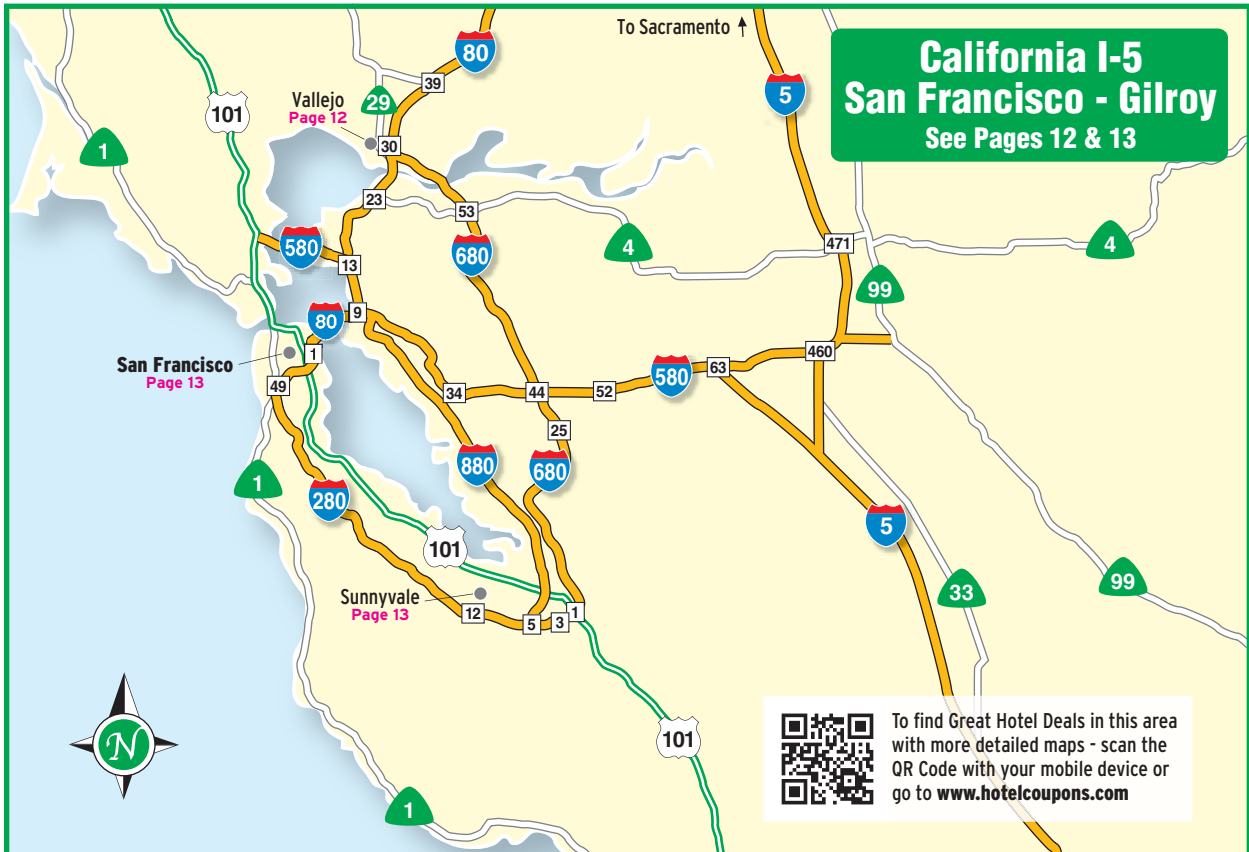 To Sacramento
California I-5
San Francisco - Gilroy
See Pages 12 & 13
80
39
5
101
29
Vallejo
Page 12
30
1
23
53
580
680
4
471
4
13
99
80
9
1
San Francisco
Page 13
49
460
63
580
34
44
52
25
880
680
1
280
5
101
33
99
Sunnyvale
Page 13
12
5
3
1
101
N
1
To find Great Hotel Deals in this area
with more detailed maps - scan the
QR Code with your mobile device or
go to www.hotelcoupons.com